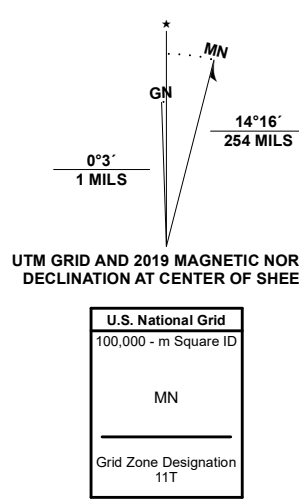 ★
MN
GN
14°16´
254 MILS
0°3´
1 MILS
UTM GRID AND 2019 MAGNETIC NOR
DECLINATION AT CENTER OF SHEE
U.S. National Grid
100,000 - m Square ID
MN
Grid Zone Designation
11T